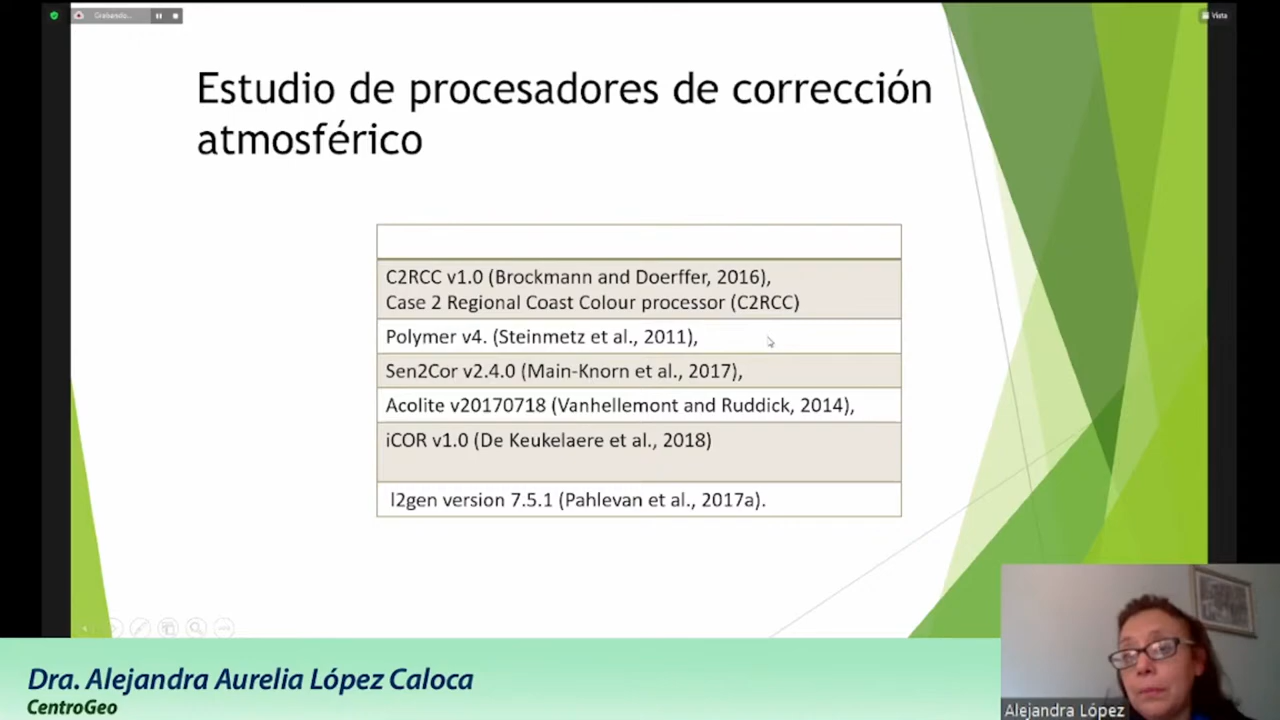 Grabando...
Vista
Estudio de procesadores de corrección
atmosférico
C2RCC v1.0 (Brockmann and Doerffer, 2016),
Case 2 Regional Coast Colour processor (C2RCC)
Polymer v4. (Steinmetz et al., 2011),
Sen2Cor v2.4.0 (Main-Knorn et al., 2017),
Acolite v20170718 (Vanhellemont and Ruddick, 2014),
iCOR v1.0 (De Keukelaere et al., 2018)
l2gen version 7.5.1 (Pahlevan et al., 2017a).
Dra. Alejandra Aurelia López Caloca
CentroGeo
Alejandra López